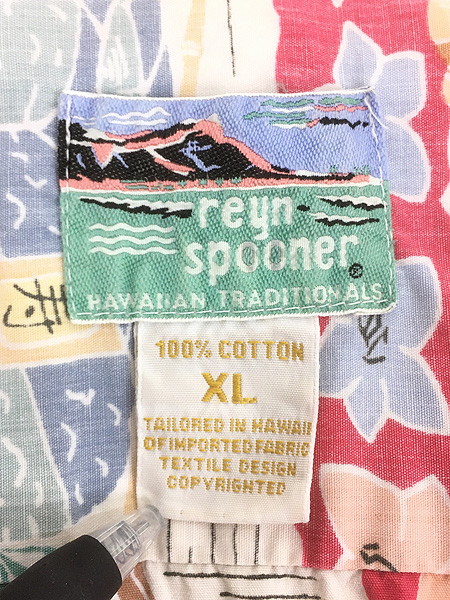 reyn
spooner®
HAWAIIAN TRADITIONALS
100% COTTON
XL
TAILORED IN HAWAII
OF IMPORTED FABRIC
TEXTILE DESIGN
COPYRIGHTED